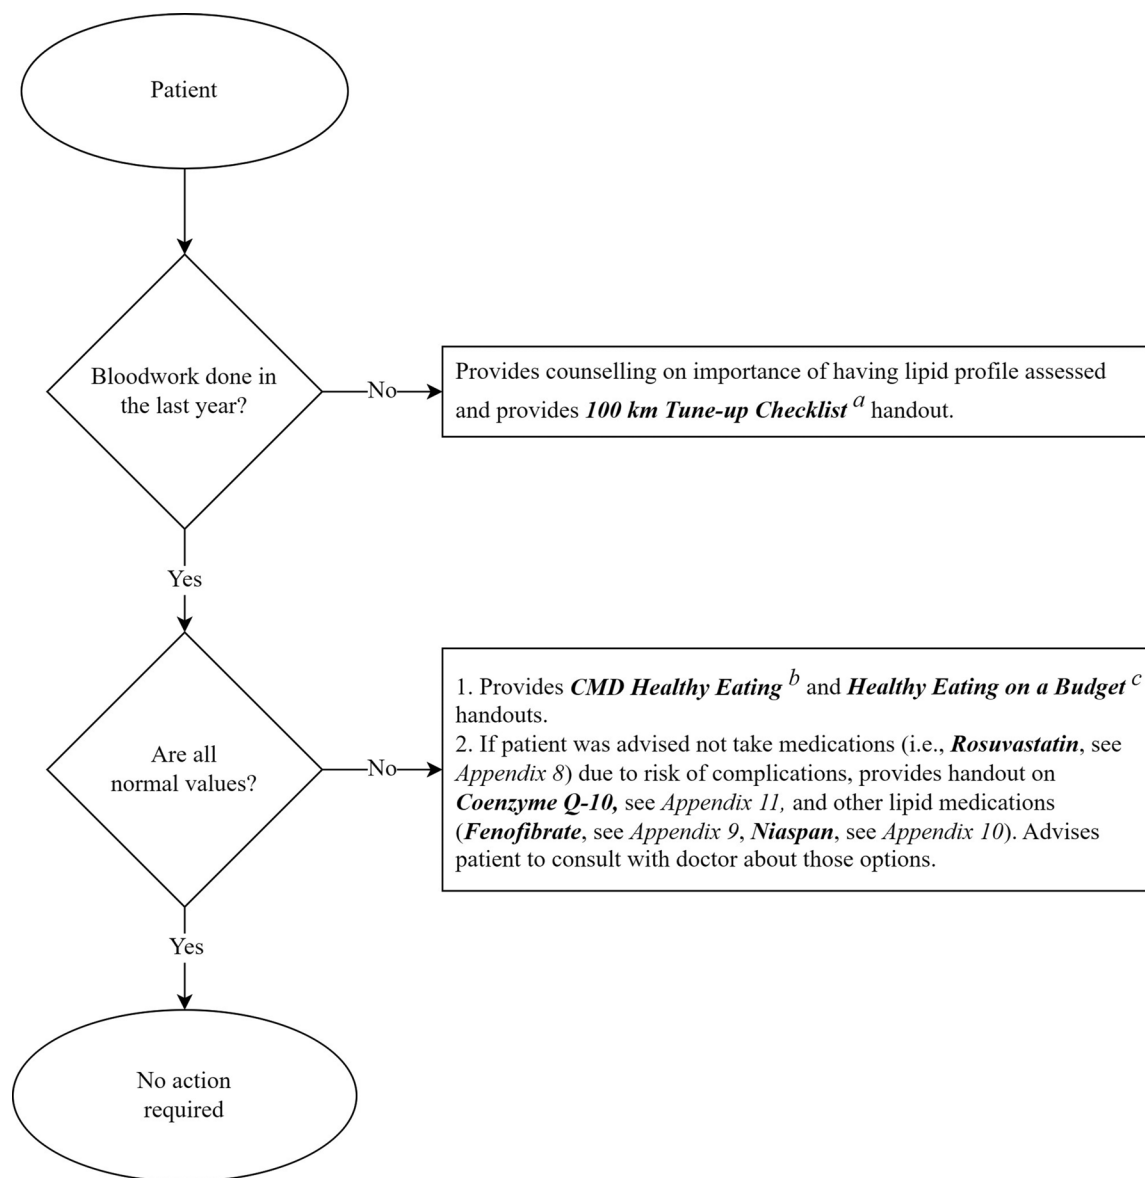 Patient
Bloodwork done in
the last year?
No
Provides counselling on importance of having lipid profile assessed
and provides 100 km Tune-up Checklist a handout.
Yes
Are all
normal values?
No
1. Provides CMD Healthy Eating b and Healthy Eating on a Budget c
handouts.
2. If patient was advised not take medications (i.e., Rosuvastatin, see
Appendix 8) due to risk of complications, provides handout on
Coenzyme Q-10, see Appendix 11, and other lipid medications
(Fenofibrate, see Appendix 9, Niaspan, see Appendix 10). Advises
patient to consult with doctor about those options.
Yes
No action
required